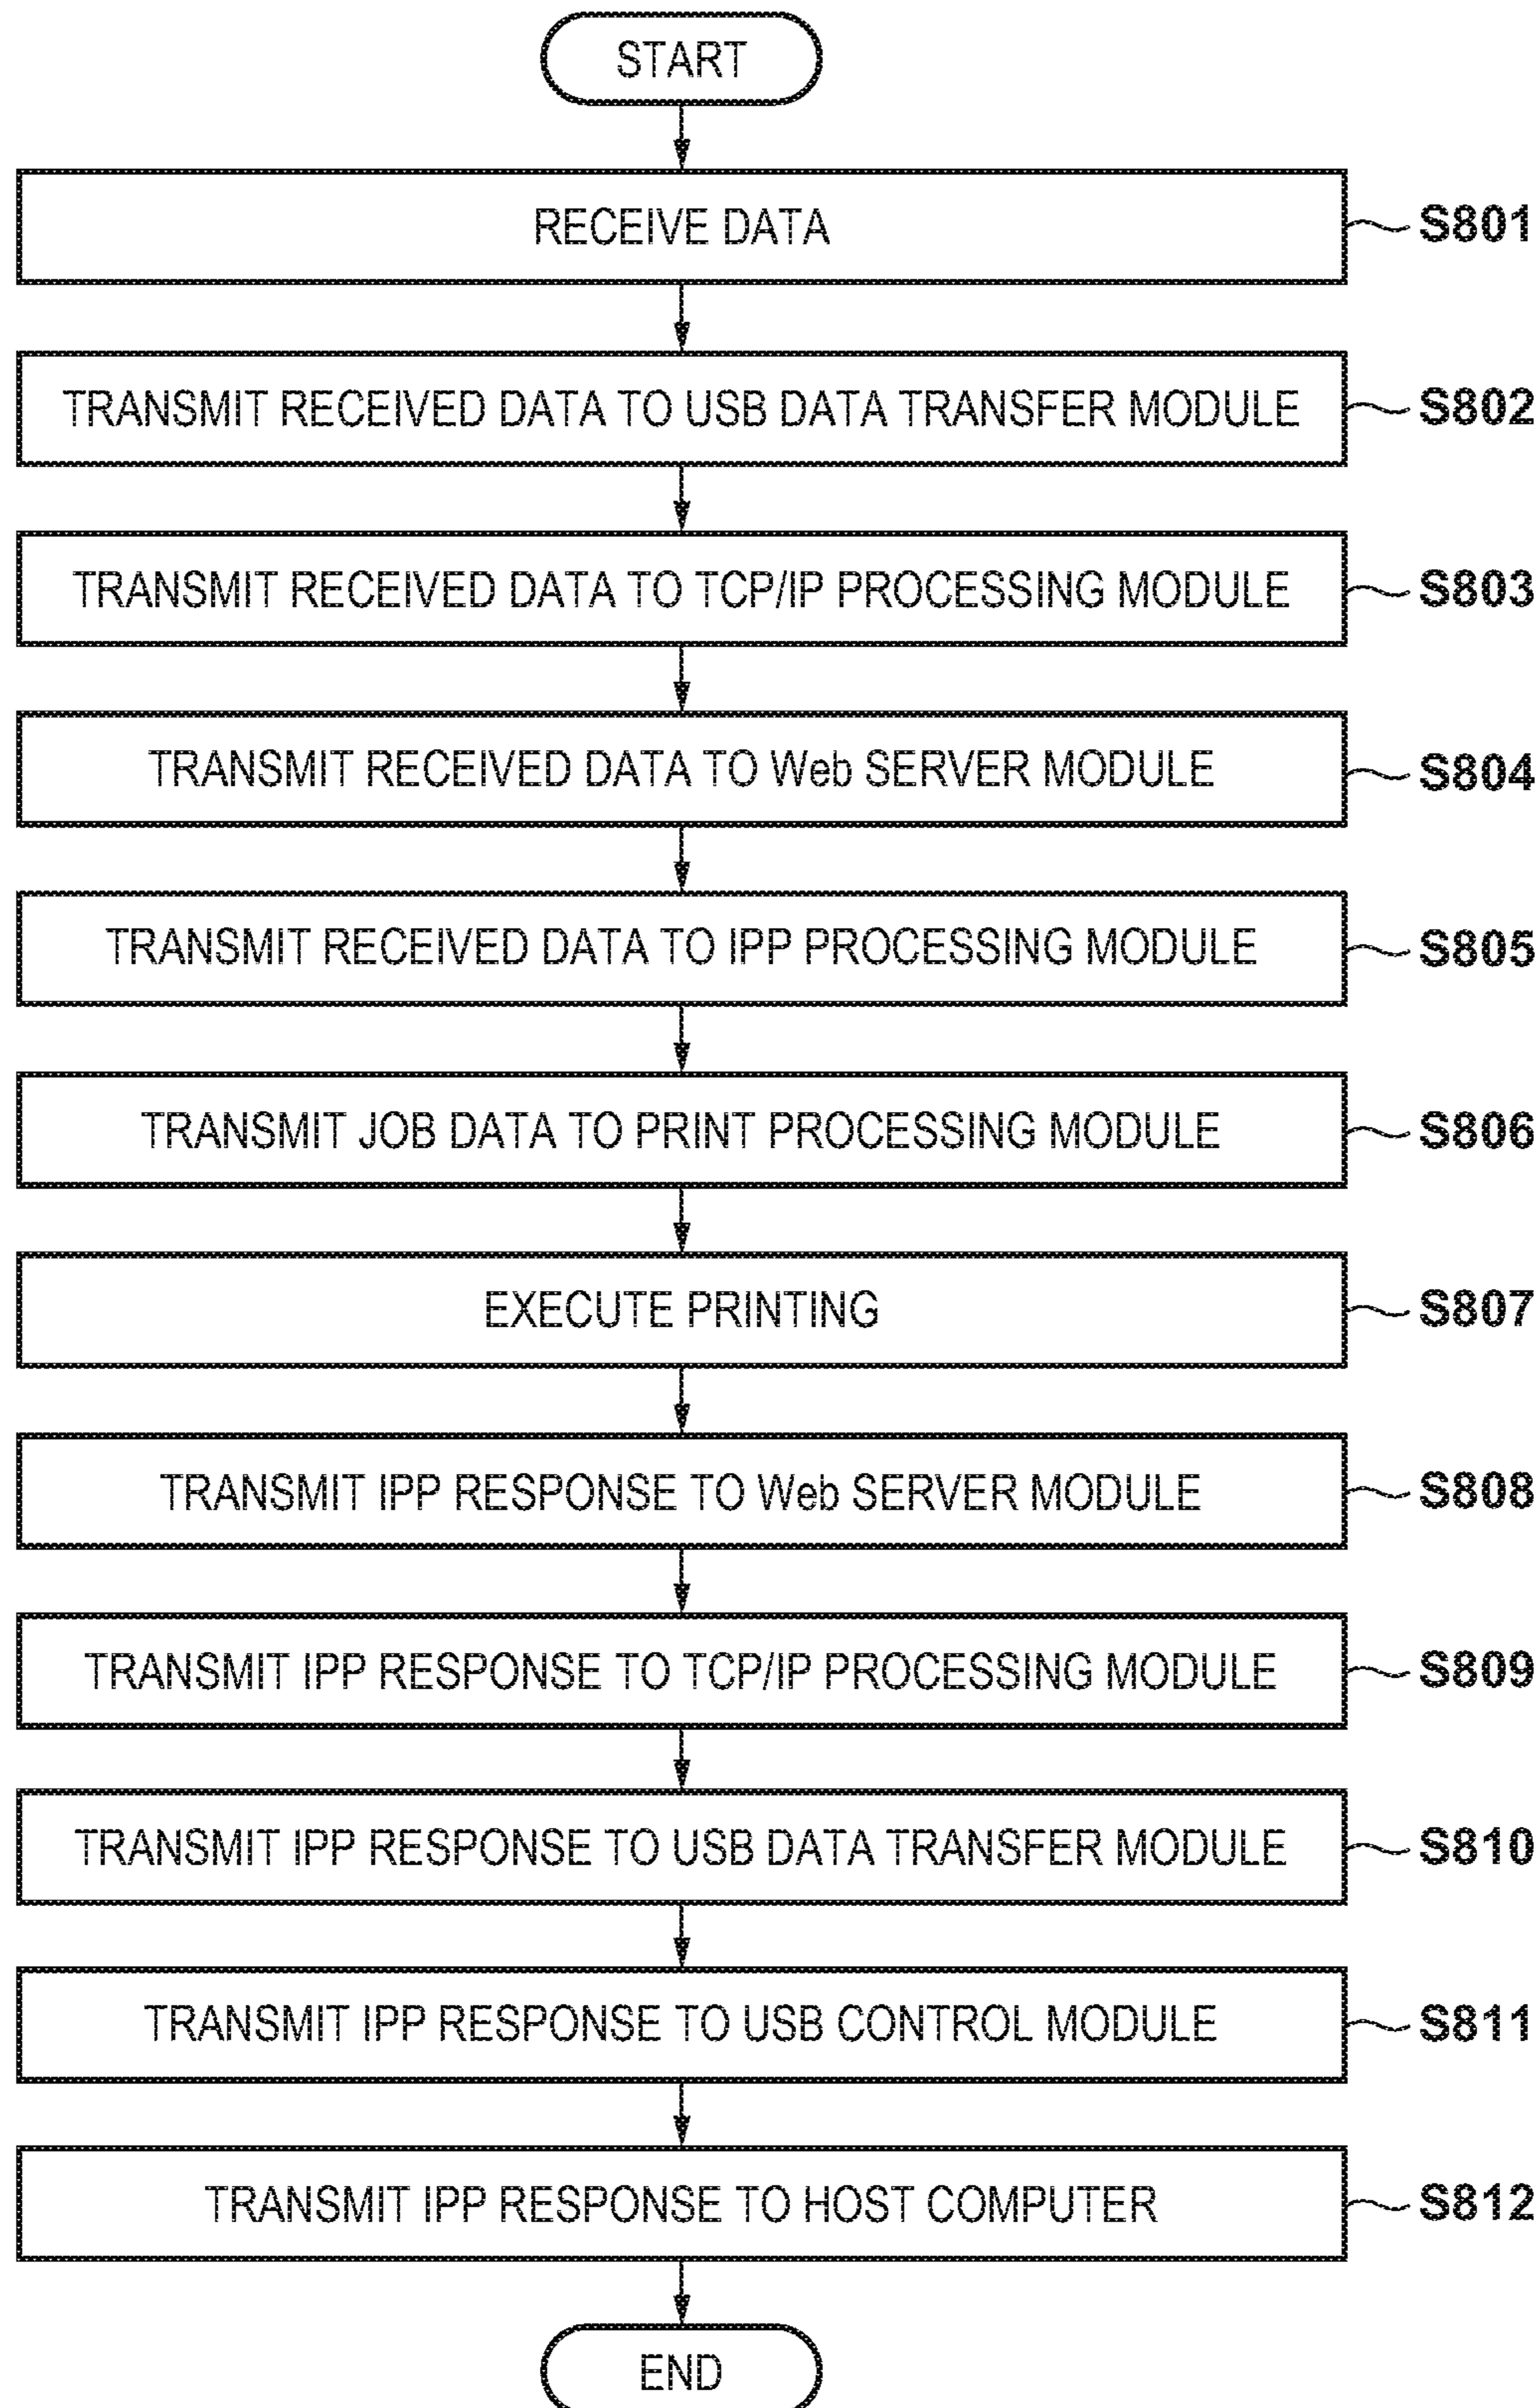 START
RECEIVE DATA
S801
TRANSMIT RECEIVED DATA TO USB DATA TRANSFER MODULE
S802
TRANSMIT RECEIVED DATA TO TCP/IP PROCESSING MODULE
S803
TRANSMIT RECEIVED DATA TO Web SERVER MODULE
S804
TRANSMIT RECEIVED DATA TO IPP PROCESSING MODULE
S805
TRANSMIT JOB DATA TO PRINT PROCESSING MODULE
S806
EXECUTE PRINTING
S807
TRANSMIT IPP RESPONSE TO Web SERVER MODULE
S808
TRANSMIT IPP RESPONSE TO TCP/IP PROCESSING MODULE
S809
TRANSMIT IPP RESPONSE TO USB DATA TRANSFER MODULE
S810
TRANSMIT IPP RESPONSE TO USB CONTROL MODULE
S811
TRANSMIT IPP RESPONSE TO HOST COMPUTER
S812
END